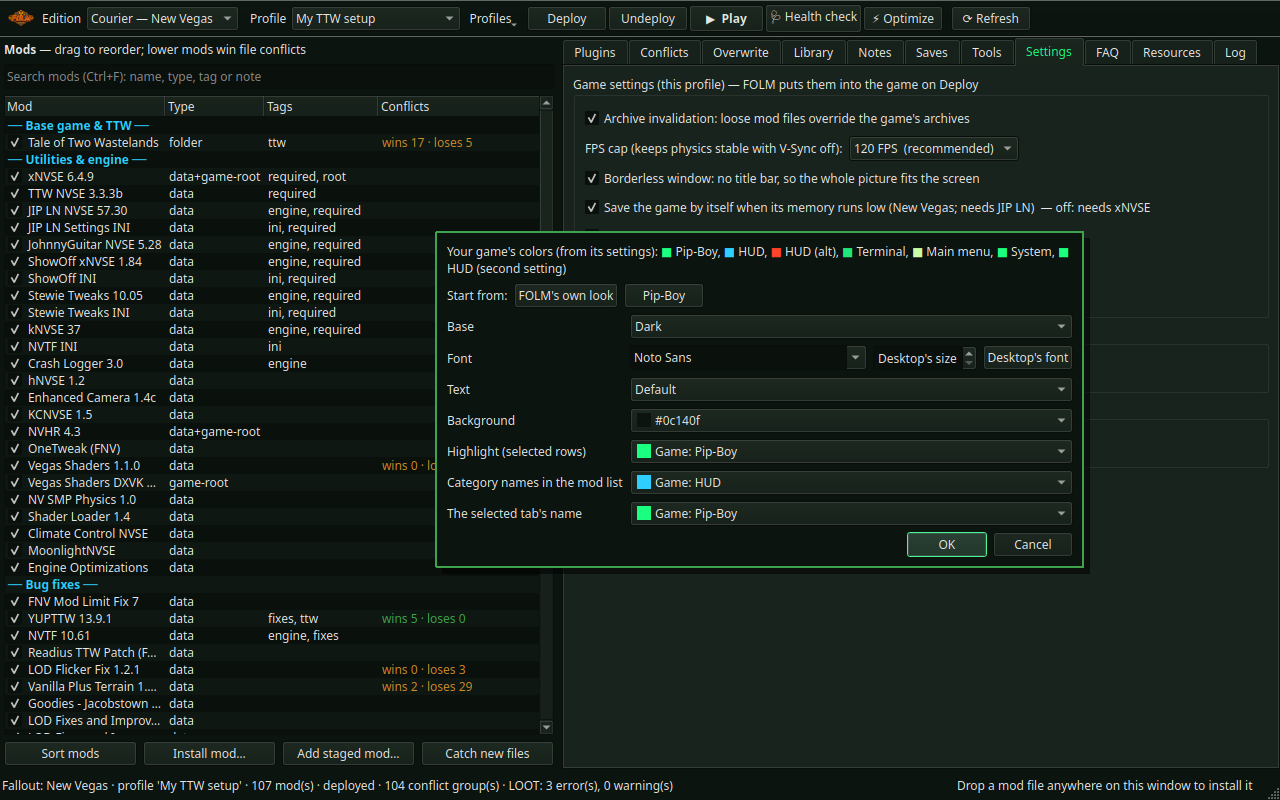 Edition Courier — New Vegas Profile My TTW setup Profiles Deploy Undeploy ▶ Play Health check ⚡ Optimize ⟳ Refresh
Mods — drag to reorder; lower mods win file conflicts
Search mods (Ctrl+F): name, type, tag or note
Mod Type Tags Conflicts
— Base game & TTW —
✓ Tale of Two Wastelands folder ttw wins 17 · loses 5
— Utilities & engine —
✓ xNVSE 6.4.9 data+game-root required, root
✓ TTW NVSE 3.3.3b data required
✓ JIP LN NVSE 57.30 data engine, required
✓ JIP LN Settings INI data ini, required
✓ JohnnyGuitar NVSE 5.28 data engine, required
✓ ShowOff xNVSE 1.84 data engine, required
✓ ShowOff INI data ini, required
✓ Stewie Tweaks 10.05 data engine, required
✓ Stewie Tweaks INI data ini, required
✓ kNVSE 37 data engine, required
✓ NVTF INI data ini
✓ Crash Logger 3.0 data engine
✓ hNVSE 1.2 data
✓ Enhanced Camera 1.4c data
✓ KCNVSE 1.5 data
✓ NVHR 4.3 data+game-root
✓ OneTweak (FNV) data
✓ Vegas Shaders 1.1.0 data wins 0 · lo
✓ Vegas Shaders DXVK ... game-root
✓ NV SMP Physics 1.0 data
✓ Shader Loader 1.4 data
✓ Climate Control NVSE data
✓ MoonlightNVSE data
✓ Engine Optimizations data
— Bug fixes —
✓ FNV Mod Limit Fix 7 data
✓ YUPTTW 13.9.1 data fixes, ttw wins 5 · loses 0
✓ NVTF 10.61 data engine, fixes
✓ Readius TTW Patch (F... data
✓ LOD Flicker Fix 1.2.1 data wins 0 · loses 3
✓ Vanilla Plus Terrain 1.... data wins 2 · loses 29
✓ Goodies - Jacobstown ... data
✓ LOD Fixes and Improv... data
Sort mods Install mod... Add staged mod... Catch new files
Plugins Conflicts Overwrite Library Notes Saves Tools Settings FAQ Resources Log
Game settings (this profile) — FOLM puts them into the game on Deploy
✓ Archive invalidation: loose mod files override the game's archives
FPS cap (keeps physics stable with V-Sync off): 120 FPS (recommended)
✓ Borderless window: no title bar, so the whole picture fits the screen
✓ Save the game by itself when its memory runs low (New Vegas; needs JIP LN) — off: needs xNVSE
Your game's colors (from its settings): Pip-Boy, HUD, HUD (alt), Terminal, Main menu, System,
HUD (second setting)
Start from: FOLM's own look Pip-Boy
Base Dark
Font Noto Sans Desktop's size Desktop's font
Text Default
Background #0c140f
Highlight (selected rows) Game: Pip-Boy
Category names in the mod list Game: HUD
The selected tab's name Game: Pip-Boy
OK Cancel
Fallout: New Vegas · profile 'My TTW setup' · 107 mod(s) · deployed · 104 conflict group(s) · LOOT: 3 error(s), 0 warning(s)
Drop a mod file anywhere on this window to install it